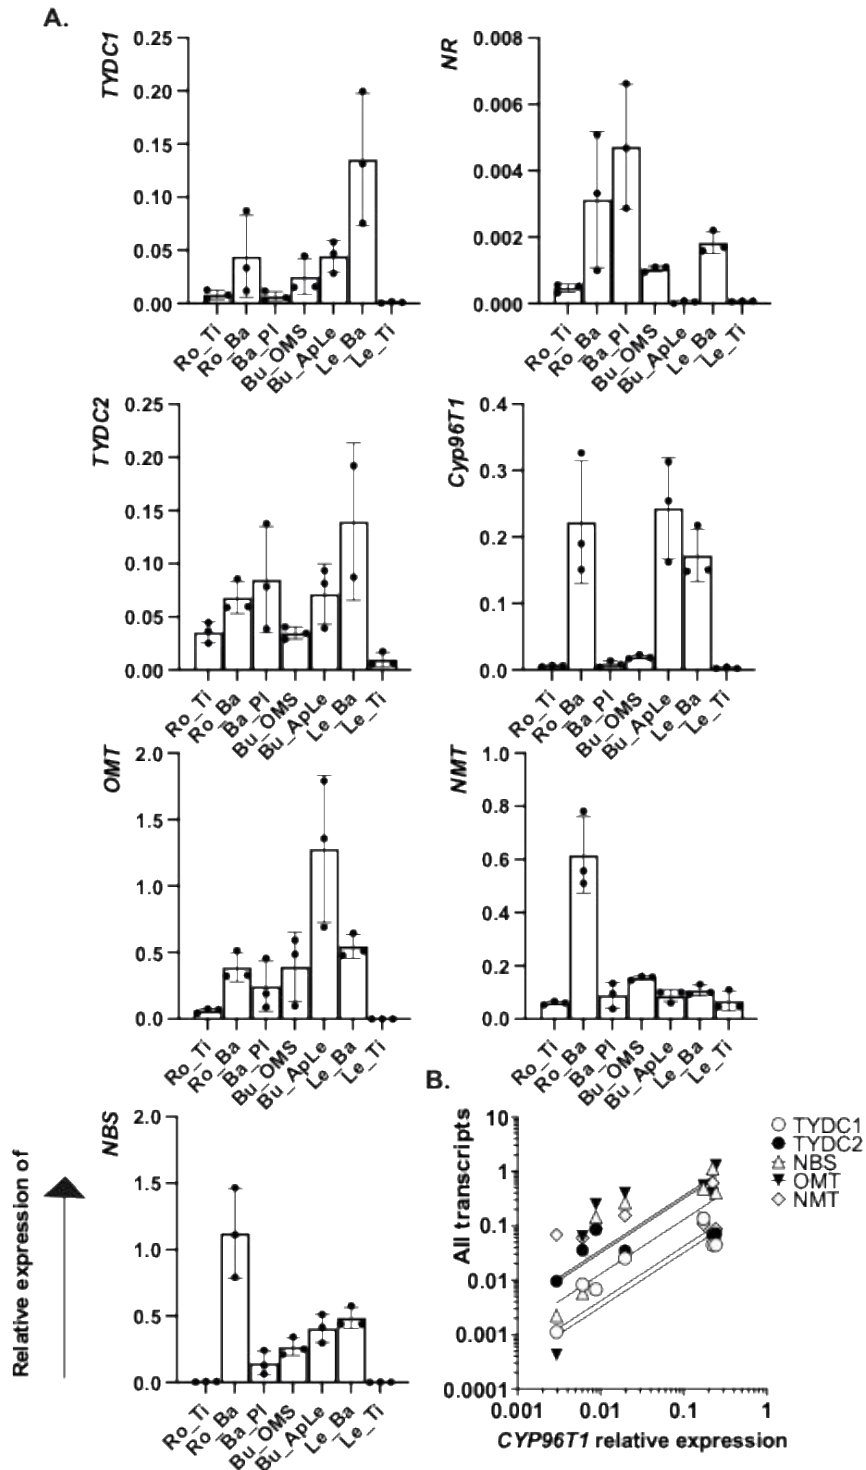 A.
TYDC1
0.25
0.20
0.15
0.10
0.05
0.00
Ro_Ti
Ro_Ba
Ba_Pl
Bu_OMS
Bu_ApLe
Le_Ba
Le_Ti
NR
0.008
0.006
0.004
0.002
0.000
Ro_Ti
Ro_Ba
Ba_Pl
Bu_OMS
Bu_ApLe
Le_Ba
Le_Ti
TYDC2
0.25
0.20
0.15
0.10
0.05
0.00
Ro_Ti
Ro_Ba
Ba_Pl
Bu_OMS
Bu_ApLe
Le_Ba
Le_Ti
Cyp96T1
0.4
0.3
0.2
0.1
0.0
Ro_Ti
Ro_Ba
Ba_Pl
Bu_OMS
Bu_ApLe
Le_Ba
Le_Ti
OMT
2.0
1.5
1.0
0.5
0.0
Ro_Ti
Ro_Ba
Ba_Pl
Bu_OMS
Bu_ApLe
Le_Ba
Le_Ti
NMT
1.0
0.8
0.6
0.4
0.2
0.0
Ro_Ti
Ro_Ba
Ba_Pl
Bu_OMS
Bu_ApLe
Le_Ba
Le_Ti
Relative expression of
NBS
2.0
1.5
1.0
0.5
0.0
Ro_Ti
Ro_Ba
Ba_Pl
Bu_OMS
Bu_ApLe
Le_Ba
Le_Ti
B.
All transcripts
10
1
0.1
0.01
0.001
0.0001
0.001
0.01
0.1
1
CYP96T1 relative expression
TYDC1
TYDC2
NBS
OMT
NMT